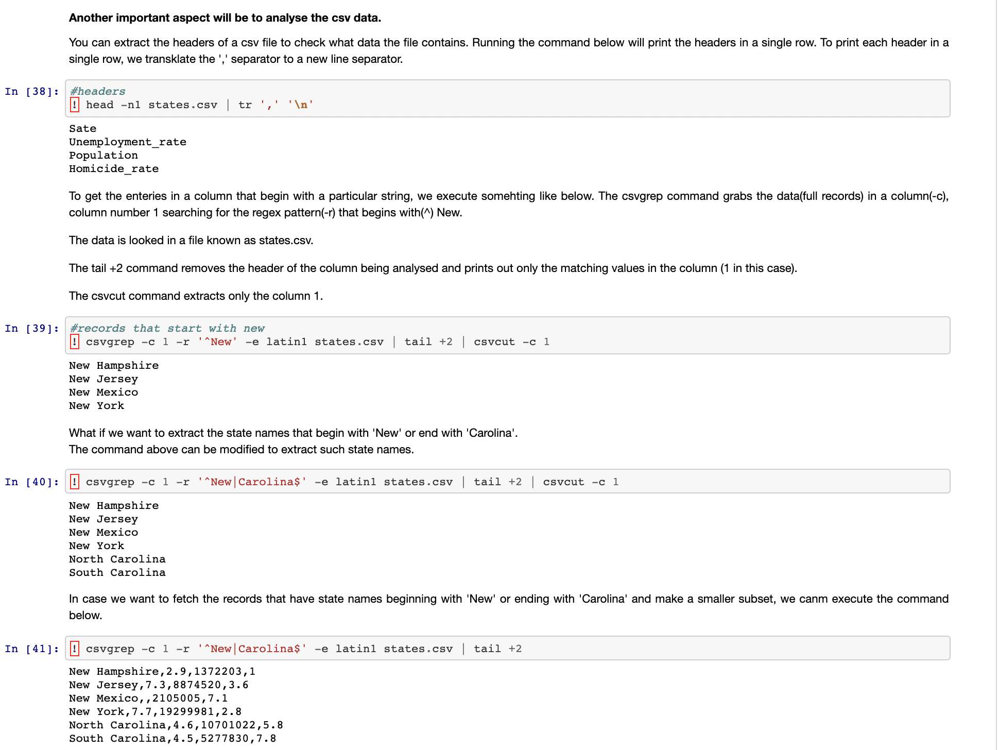 Another important aspect will be to analyse the csv data.
You can extract the headers of a csv file to check what data the file contains. Running the command below will print the headers in a single row. To print each header in a
single row, we transklate the ',' separator to a new line separator.
In [38]: #headers
! head -n1 states.csv | tr ',' '\n'
Sate
Unemployment_rate
Population
Homicide_rate
To get the enteries in a column that begin with a particular string, we execute somehting like below. The csvgrep command grabs the data(full records) in a column(-c),
column number 1 searching for the regex pattern(-r) that begins with(^) New.
The data is looked in a file known as states.csv.
The tail +2 command removes the header of the column being analysed and prints out only the matching values in the column (1 in this case).
The csvcut command extracts only the column 1.
In [39]: #records that start with new
! csvgrep -c 1 -r '^New' -e latin1 states.csv | tail +2 | csvcut -c 1
New Hampshire
New Jersey
New Mexico
New York
What if we want to extract the state names that begin with 'New' or end with 'Carolina'.
The command above can be modified to extract such state names.
In [40]: ! csvgrep -c 1 -r '^New|Carolina$' -e latin1 states.csv | tail +2 | csvcut -c 1
New Hampshire
New Jersey
New Mexico
New York
North Carolina
South Carolina
In case we want to fetch the records that have state names beginning with 'New' or ending with 'Carolina' and make a smaller subset, we canm execute the command
below.
In [41]: ! csvgrep -c 1 -r '^New|Carolina$' -e latin1 states.csv | tail +2
New Hampshire,2.9,1372203,1
New Jersey,7.3,8874520,3.6
New Mexico,,2105005,7.1
New York,7.7,19299981,2.8
North Carolina,4.6,10701022,5.8
South Carolina,4.5,5277830,7.8